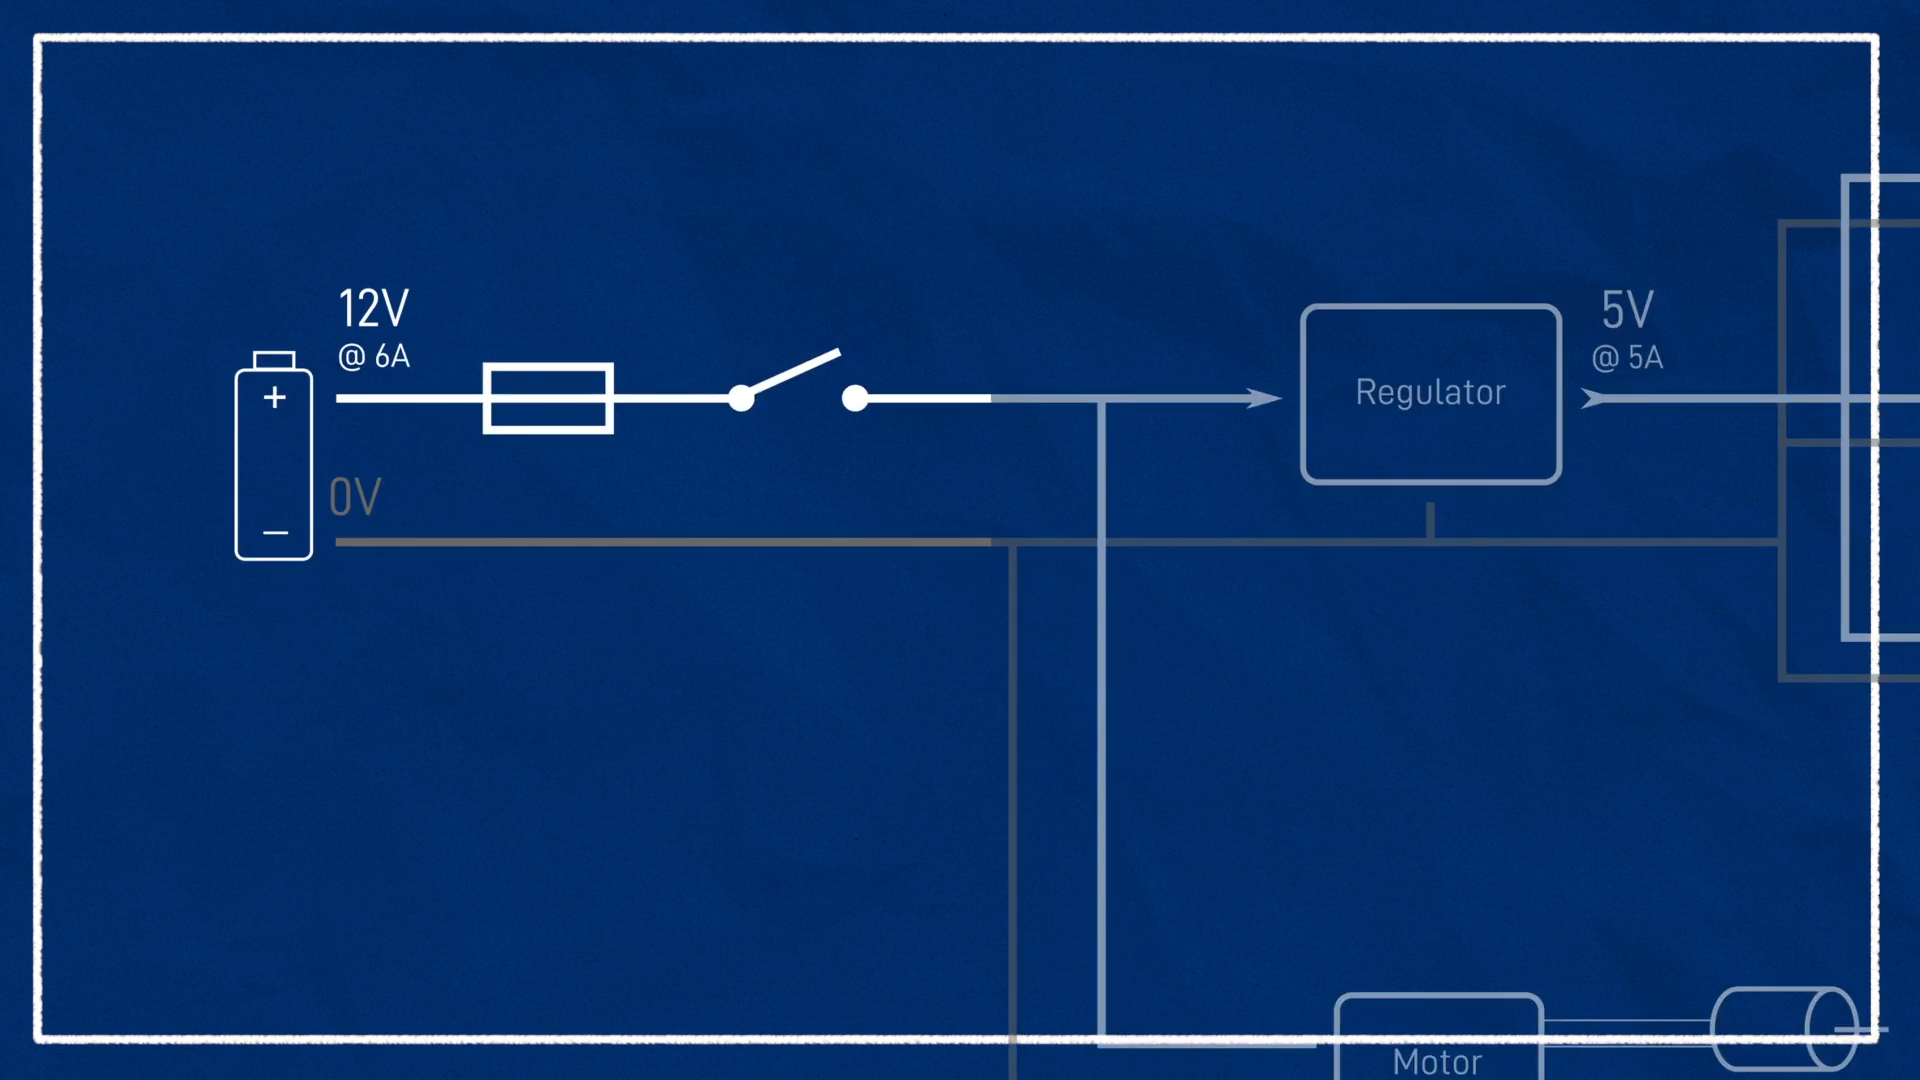 12V
@ 6A
+
0V
–
Regulator
5V
@ 5A
Motor